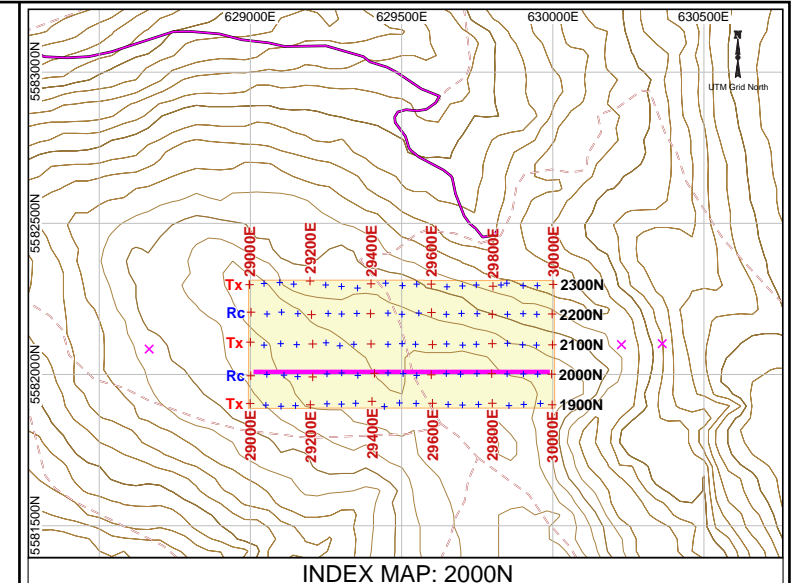 629000E 629500E 630000E 630500E
N
UTM Grid North
5583000N
5582500N
5582000N
5581500N
29000E 29200E 29400E 29600E 29800E 30000E
Tx 2300N
Rc 2200N
Tx 2100N
Rc 2000N
Tx 1900N
29000E 29200E 29400E 29600E 29800E 30000E
INDEX MAP: 2000N